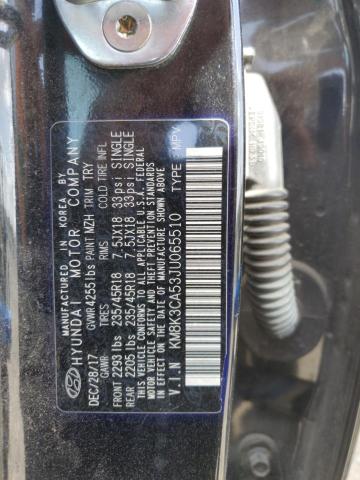 MANUFACTURED IN KOREA BY
HYUNDAI MOTOR COMPANY
GVWR 4255 lbs PAINT MZH TRIM TRY
DEC/28/17 GAWR TIRES RMS COLD TIRE INFL
FRONT 2293 lbs 235/45R18 7.5JX18 33psi SINGLE
REAR 2205 lbs 235/45R18 7.5JX18 33psi SINGLE
THIS VEHICLE CONFORMS TO ALL APPLICABLE U.S.A. FEDERAL
MOTOR VEHICLE SAFETY AND THEFT PREVENTION STANDARDS
IN EFFECT ON THE DATE OF MANUFACTURE SHOWN ABOVE.
V.I.N KM8K3CA53JU065510 TYPE: MPV